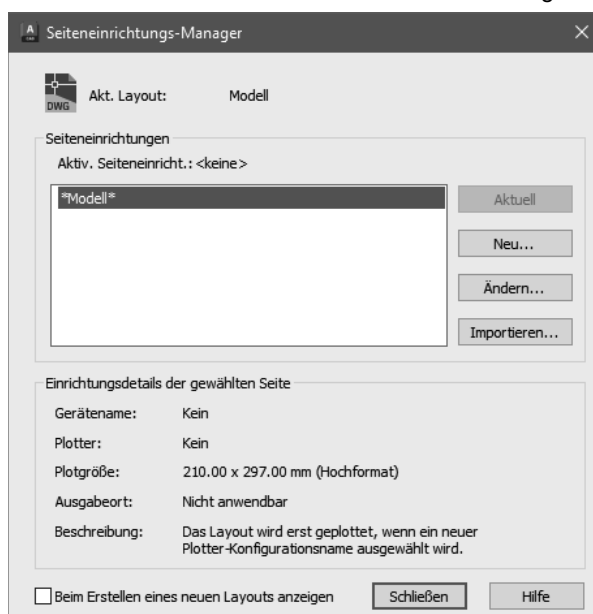 Seiteneinrichtungs-Manager
DWG
Akt. Layout: Modell
Seiteneinrichtungen
Aktiv. Seiteneinricht.: <keine>
*Modell*
Aktuell
Neu...
Ändern...
Importieren...
Einrichtungsdetails der gewählten Seite
Gerätename: Kein
Plotter: Kein
Plotgröße: 210.00 x 297.00 mm (Hochformat)
Ausgabeort: Nicht anwendbar
Beschreibung: Das Layout wird erst geplottet, wenn ein neuer
Plotter-Konfigurationsname ausgewählt wird.
Beim Erstellen eines neuen Layouts anzeigen Schließen Hilfe